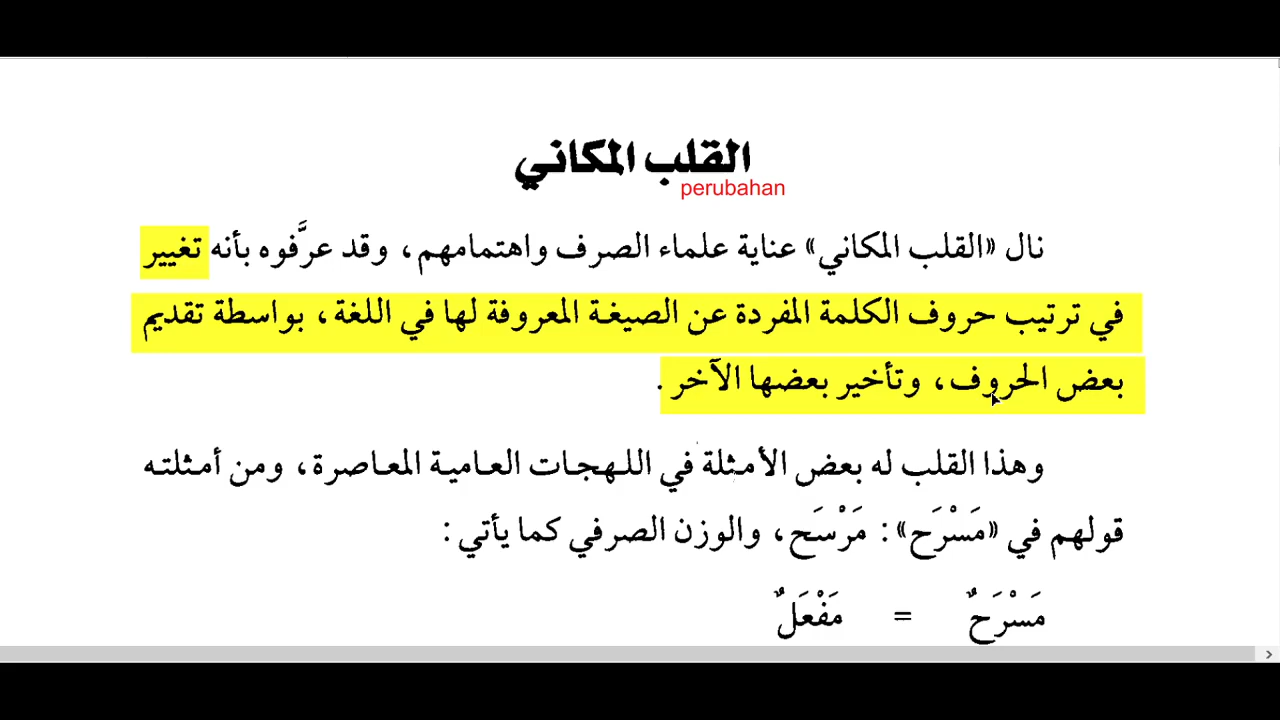 القلب المكاني
perubahan
نال «القلب المكاني» عناية علماء الصرف واهتمامهم، وقد عرَّفوه بأنه تغيير
في ترتيب حروف الكلمة المفردة عن الصيغة المعروفة لها في اللغة، بواسطة تقديم
بعض الحروف، وتأخير بعضها الآخر.
وهذا القلب له بعض الأمثلة في اللهجات العامية المعاصرة، ومن أمثلته
قولهم في «مَسْرَح»: مَرْسَح، والوزن الصرفي كما يأتي:
مَسْرَحٌ = مَفْعَلٌ